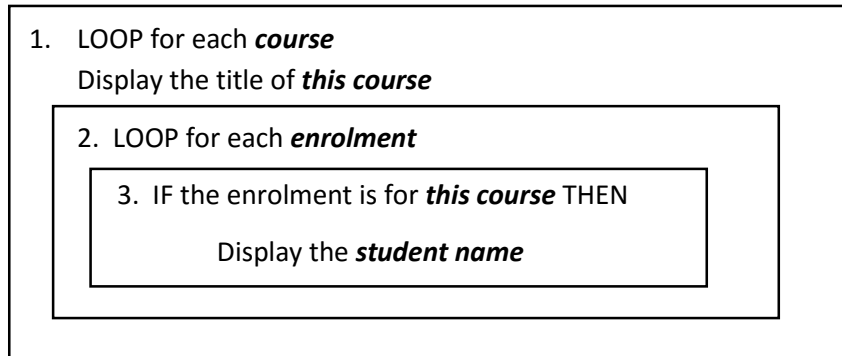 1. LOOP for each course
Display the title of this course
2. LOOP for each enrolment
3. IF the enrolment is for this course THEN
Display the student name